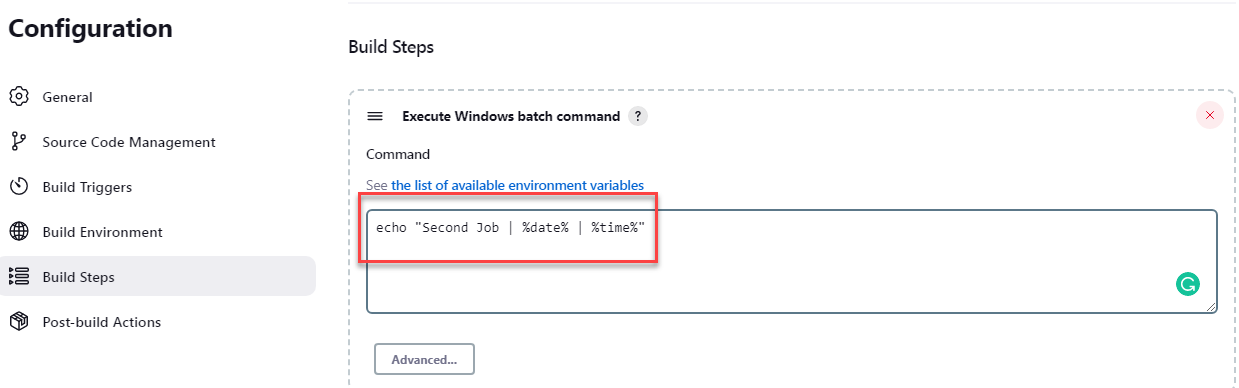 Configuration
General
Source Code Management
Build Triggers
Build Environment
Build Steps
Post-build Actions
Build Steps
Execute Windows batch command ?
Command
See the list of available environment variables
echo "Second Job | %date% | %time%"
Advanced...